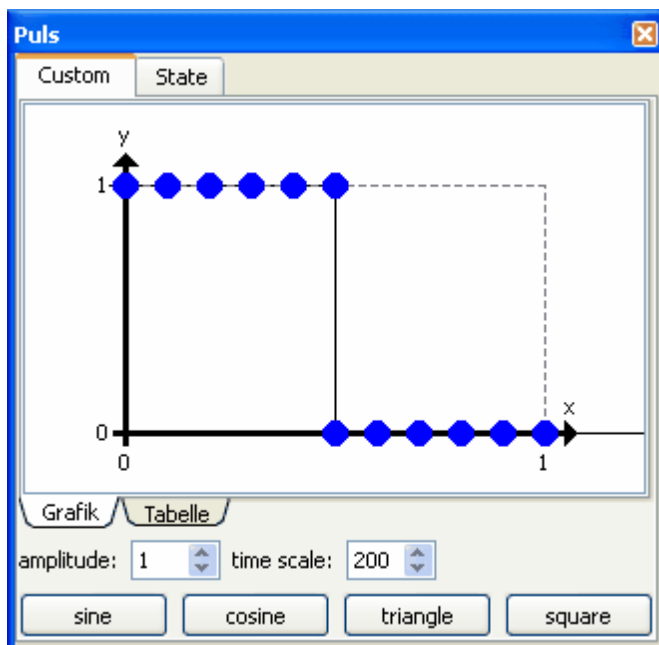 Puls
Custom State
y
1
0
x
0 1
Grafik Tabelle
amplitude: 1 time scale: 200
sine cosine triangle square